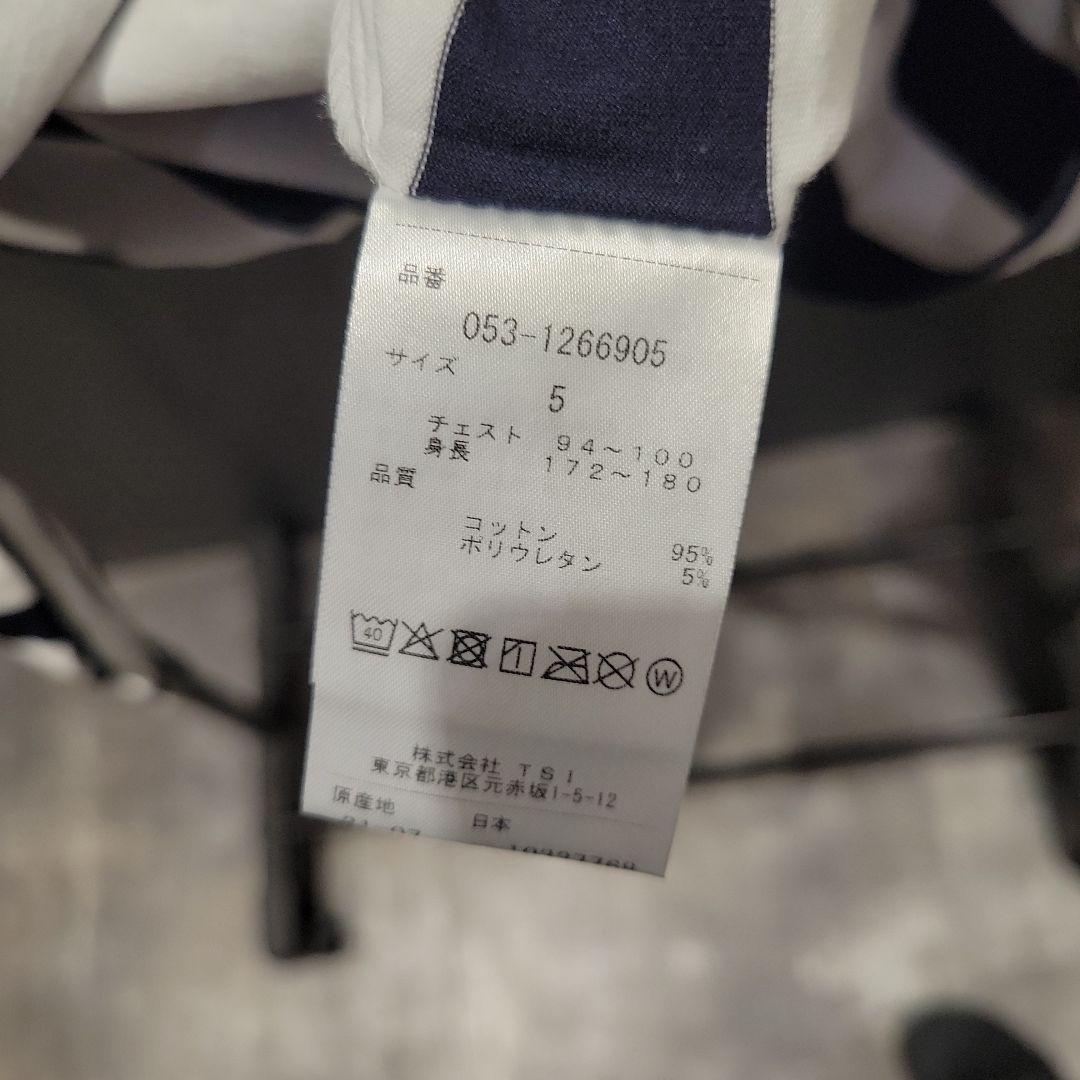 品番
053-1266905
サイズ
5
チェスト 94～100
身長 172～180
品質
コットン 95%
ポリウレタン 5%
40 W
株式会社 TSI
東京都港区元赤坂1-5-12
原産地 日本